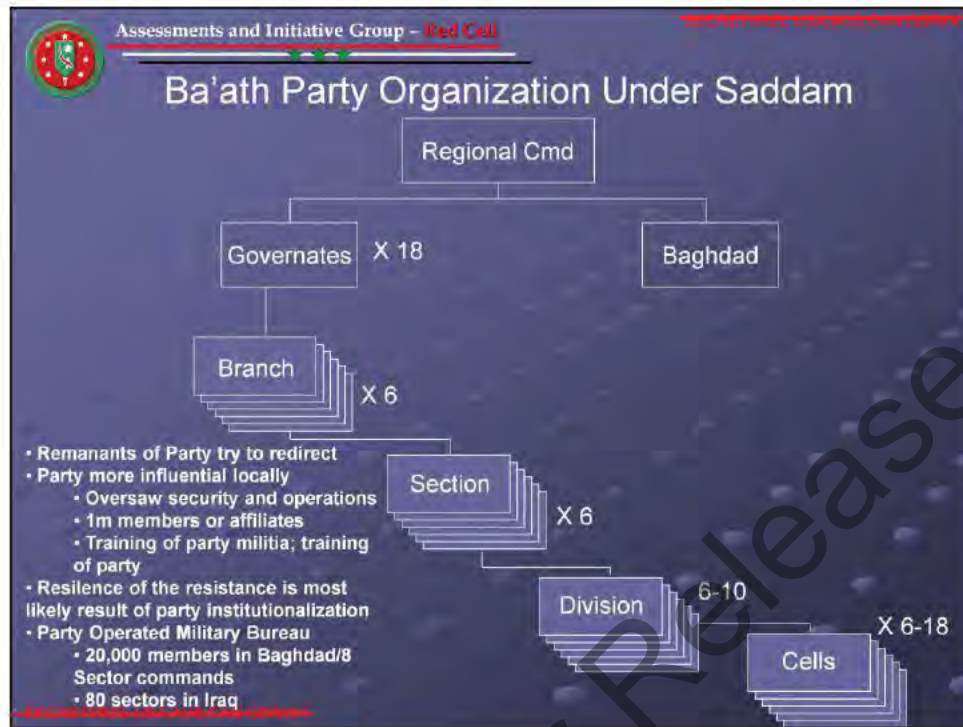 Assessments and Initiative Group – Red Cell
Ba'ath Party Organization Under Saddam
Regional Cmd
Governates X 18
Baghdad
Branch
X 6
• Remanants of Party try to redirect
• Party more influential locally
• Oversaw security and operations
• 1m members or affiliates
• Training of party militia; training
of party
• Resilence of the resistance is most
likely result of party institutionalization
• Party Operated Military Bureau
• 20,000 members in Baghdad/8
Sector commands
• 80 sectors in Iraq
Section
X 6
Division
6-10
Cells
X 6-18
Release